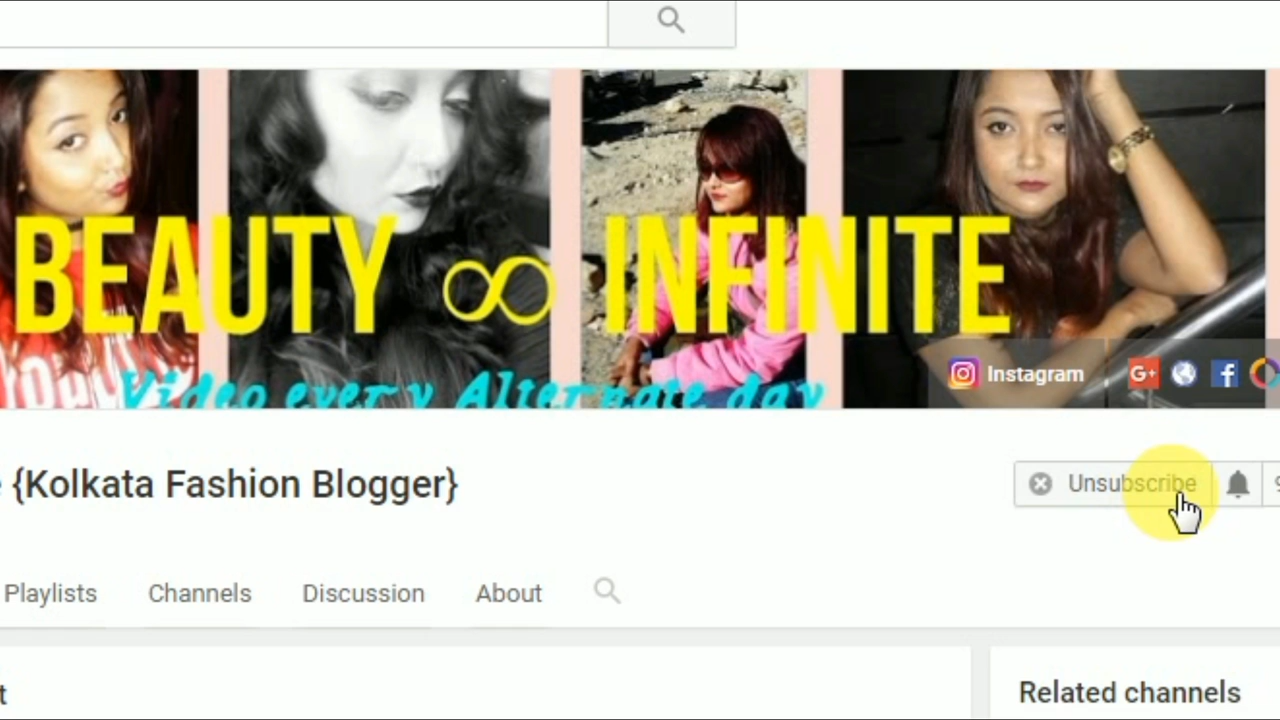 BEAUTY ∞ INFINITE
Video every Alternate day
Instagram
G+
{Kolkata Fashion Blogger}
Unsubscribe
Playlists
Channels
Discussion
About
Related channels